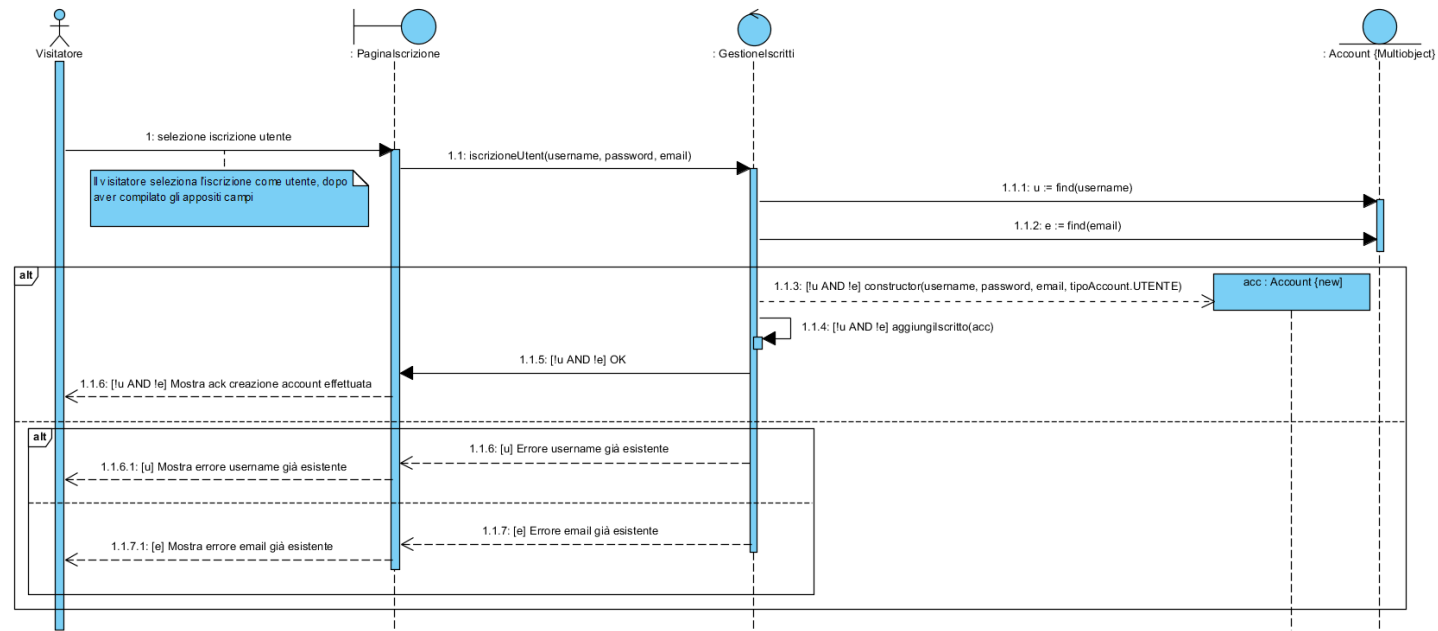 Visitatore
: PaginaIscrizione
: GestioneIscritti
: Account {Multiobject}
1: selezione iscrizione utente
1.1: iscrizioneUtent(username, password, email)
Il visitatore seleziona l'iscrizione come utente, dopo
aver compilato gli appositi campi
1.1.1: u := find(username)
1.1.2: e := find(email)
alt
1.1.3: [!u AND !e] constructor(username, password, email, tipoAccount.UTENTE)
acc : Account {new]
1.1.4: [!u AND !e] aggiungiIscritto(acc)
1.1.5: [!u AND !e] OK
1.1.6: [!u AND !e] Mostra ack creazione account effettuata
alt
1.1.6: [u] Errore username già esistente
1.1.6.1: [u] Mostra errore username già esistente
1.1.7: [e] Errore email già esistente
1.1.7.1: [e] Mostra errore email già esistente